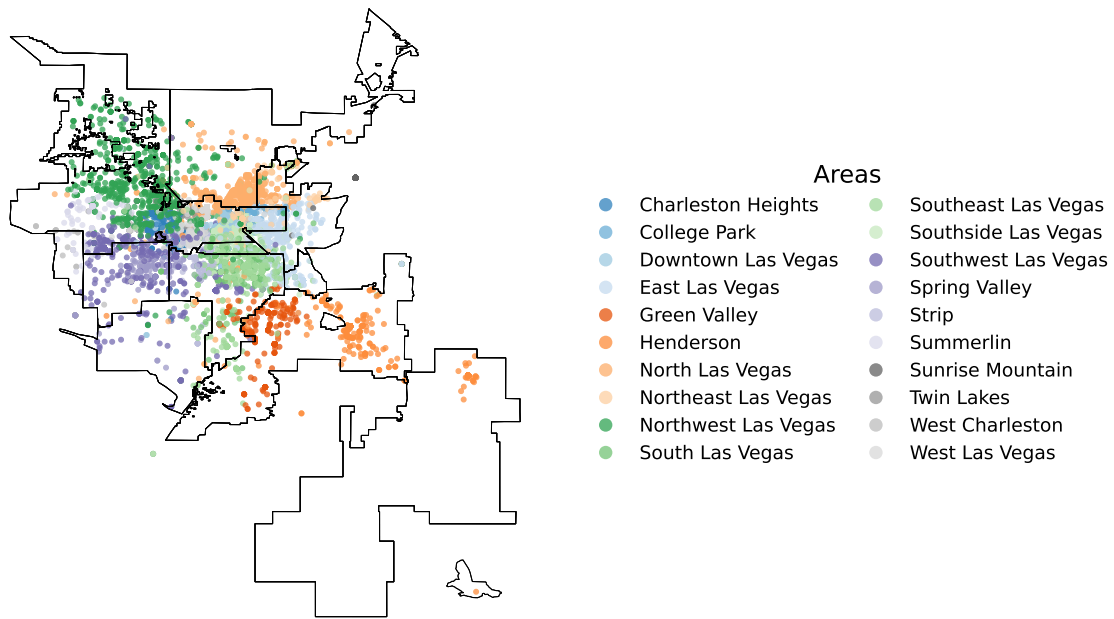 Areas
Charleston Heights
College Park
Downtown Las Vegas
East Las Vegas
Green Valley
Henderson
North Las Vegas
Northeast Las Vegas
Northwest Las Vegas
South Las Vegas
Southeast Las Vegas
Southside Las Vegas
Southwest Las Vegas
Spring Valley
Strip
Summerlin
Sunrise Mountain
Twin Lakes
West Charleston
West Las Vegas